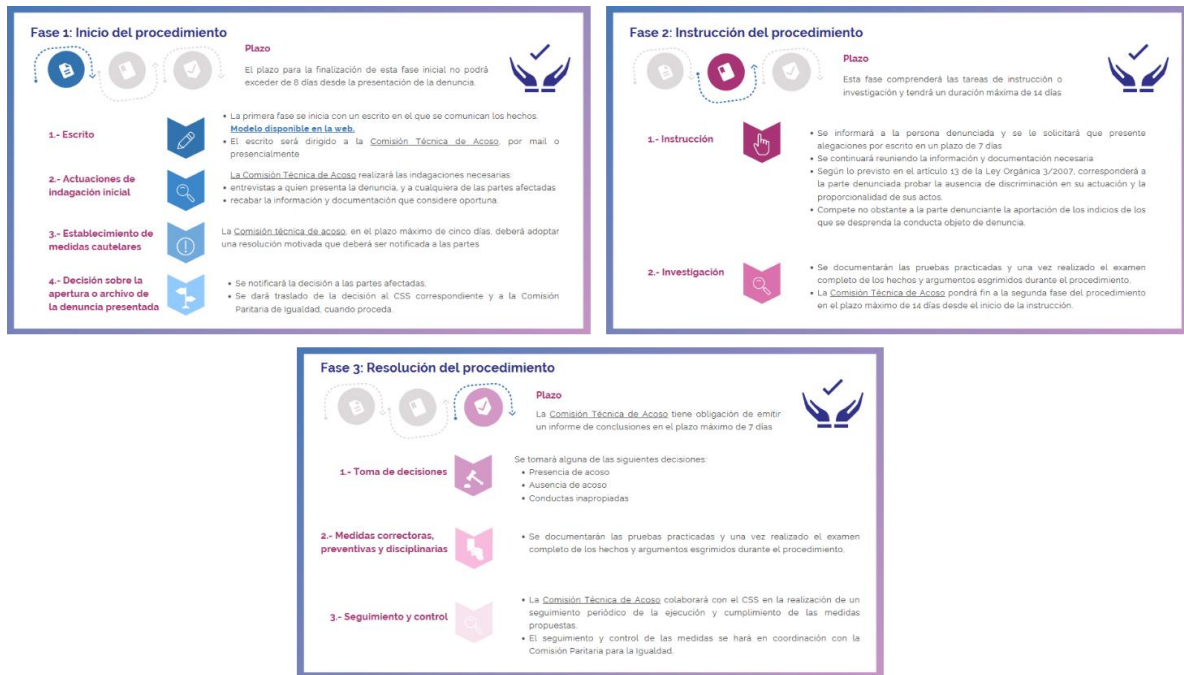 Fase 1: Inicio del procedimiento
Plazo
El plazo para la finalización de esta fase inicial no podrá
exceder de 8 días desde la presentación de la denuncia.
1.- Escrito
• La primera fase se inicia con un escrito en el que se comunican los hechos.
Modelo disponible en la web.
• El escrito será dirigido a la Comisión Técnica de Acoso, por mail o
presencialmente
2.- Actuaciones de
indagación inicial
La Comisión Técnica de Acoso realizará las indagaciones necesarias:
• entrevistas a quien presenta la denuncia, y a cualquiera de las partes afectadas
• recabar la información y documentación que considere oportuna.
3.- Establecimiento de
medidas cautelares
La Comisión técnica de acoso, en el plazo máximo de cinco días, deberá adoptar
una resolución motivada que deberá ser notificada a las partes
4.- Decisión sobre la
apertura o archivo de
la denuncia presentada
• Se notificará la decisión a las partes afectadas.
• Se dará traslado de la decisión al CSS correspondiente y a la Comisión
Paritaria de Igualdad, cuando proceda.
Fase 2: Instrucción del procedimiento
Plazo
Esta fase comprenderá las tareas de instrucción o
investigación y tendrá un duración máxima de 14 días
1.- Instrucción
• Se informará a la persona denunciada y se le solicitará que presente
alegaciones por escrito en un plazo de 7 días
• Se continuará reuniendo la información y documentación necesaria
• Según lo previsto en el artículo 13 de la Ley Orgánica 3/2007, corresponderá a
la parte denunciada probar la ausencia de discriminación en su actuación y la
proporcionalidad de sus actos.
• Compete no obstante a la parte denunciante la aportación de los indicios de los
que se desprenda la conducta objeto de denuncia.
2.- Investigación
• Se documentarán las pruebas practicadas y una vez realizado el examen
completo de los hechos y argumentos esgrimidos durante el procedimiento.
• La Comisión Técnica de Acoso pondrá fin a la segunda fase del procedimiento
en el plazo máximo de 14 días desde el inicio de la instrucción.
Fase 3: Resolución del procedimiento
Plazo
La Comisión Técnica de Acoso tiene obligación de emitir
un informe de conclusiones en el plazo máximo de 7 días
1.- Toma de decisiones
Se tomará alguna de las siguientes decisiones:
• Presencia de acoso
• Ausencia de acoso
• Conductas inapropiadas
2.- Medidas correctoras,
preventivas y disciplinarias
• Se documentarán las pruebas practicadas y una vez realizado el examen
completo de los hechos y argumentos esgrimidos durante el procedimiento.
3.- Seguimiento y control
• La Comisión Técnica de Acoso colaborará con el CSS en la realización de un
seguimiento periódico de la ejecución y cumplimiento de las medidas
propuestas.
• El seguimiento y control de las medidas se hará en coordinación con la
Comisión Paritaria para la Igualdad.